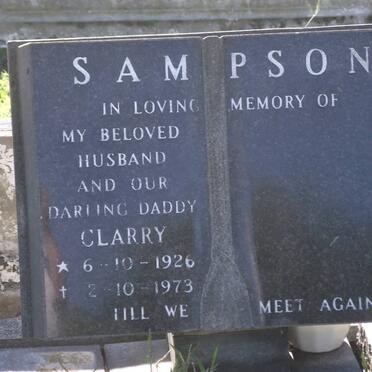 SAMPSON
IN LOVING MEMORY OF
MY BELOVED
HUSBAND
AND OUR
DARLING DADDY
CLARRY
★ 6-10-1926
† 2-10-1973
TILL WE MEET AGAIN